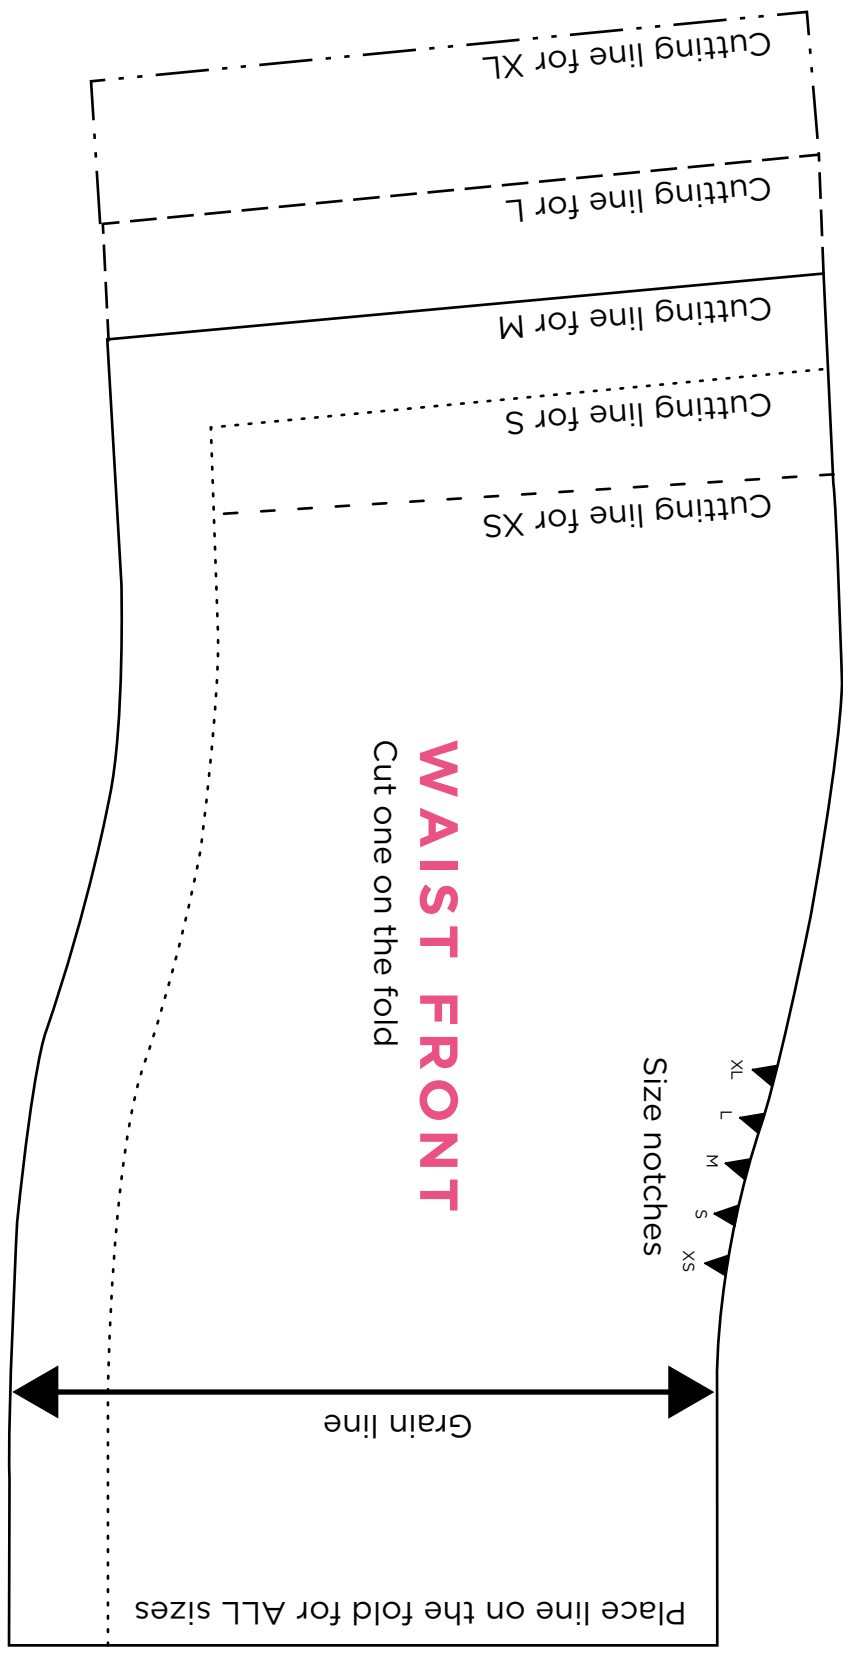 Cutting line for XL
Cutting line for L
Cutting line for M
Cutting line for S
Cutting line for XS
WAIST FRONT
Cut one on the fold
Size notches
XL
L
M
S
XS
Grain line
Place line on the fold for ALL sizes